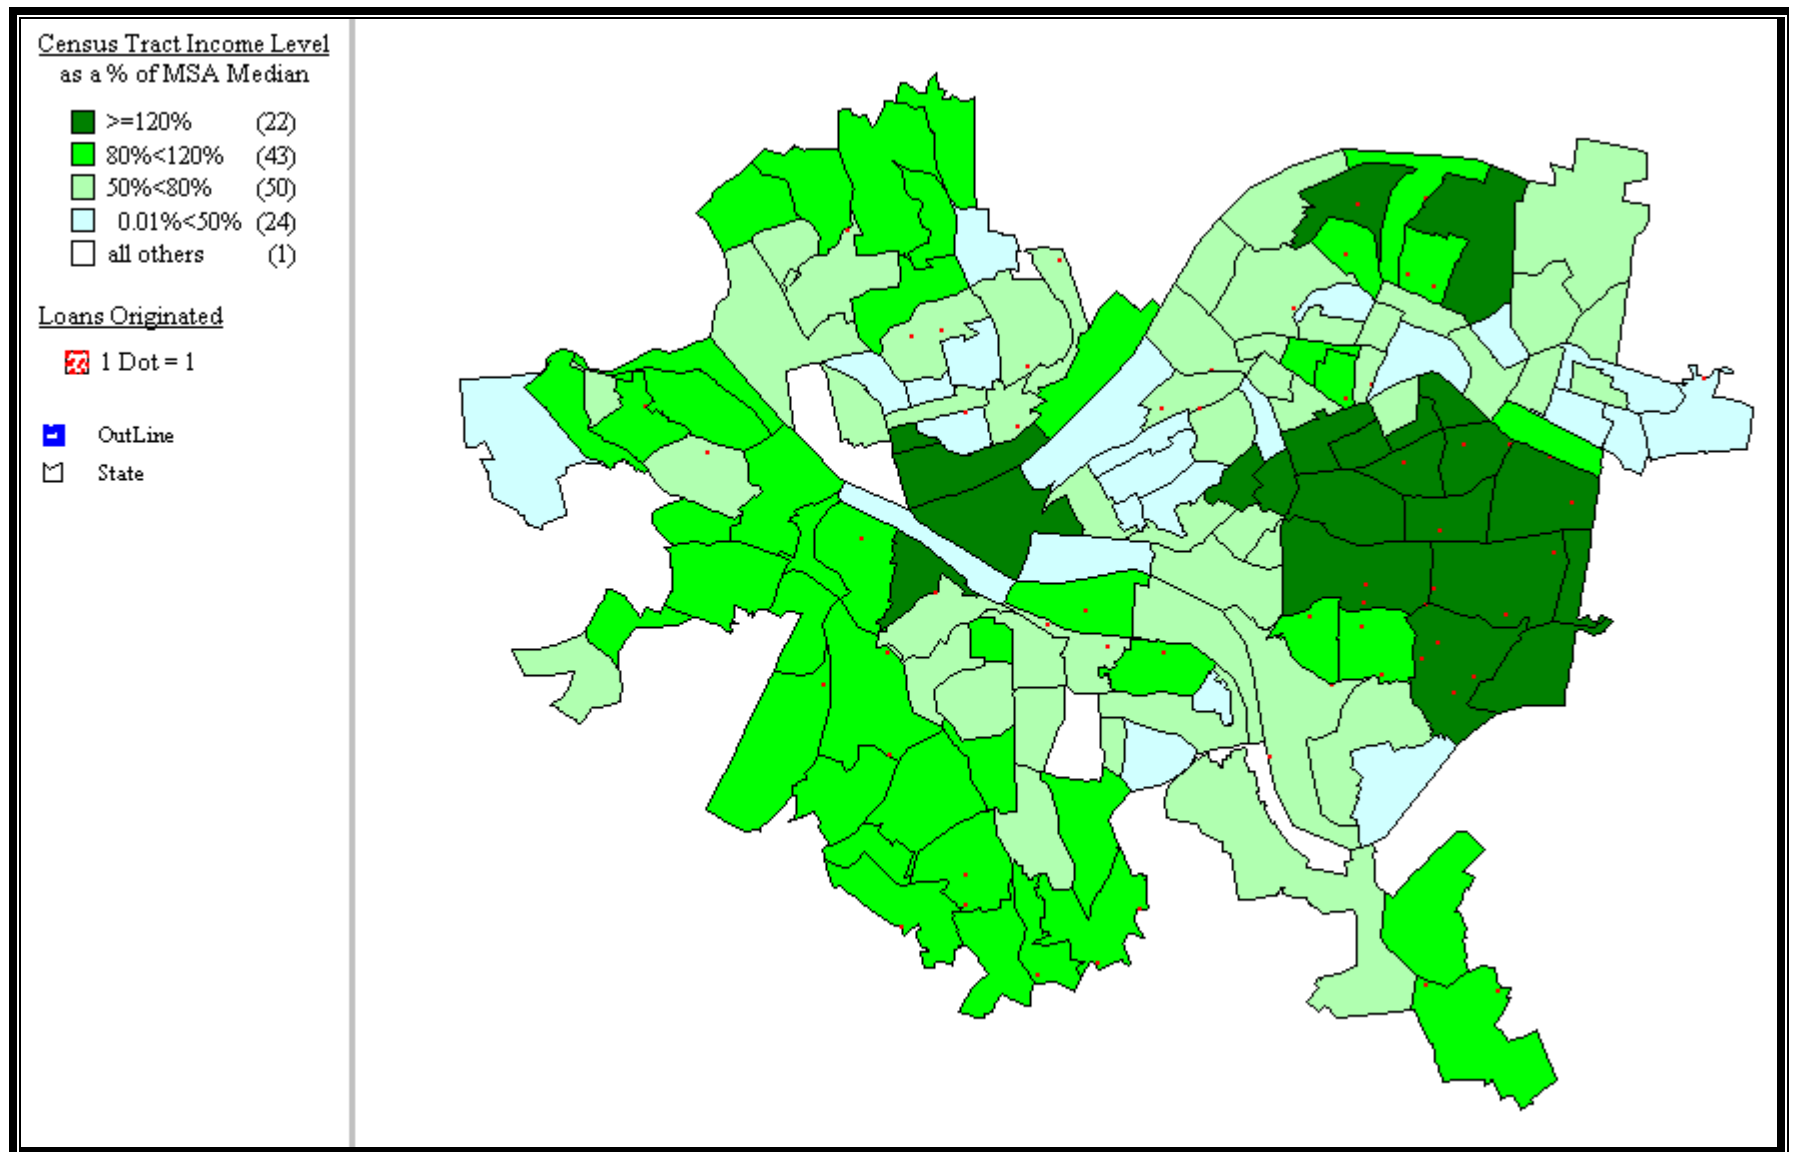 Census Tract Income Level
as a % of MSA Median
>=120% (22)
80%<120% (43)
50%<80% (50)
0.01%<50% (24)
all others (1)
Loans Originated
1 Dot = 1
OutLine
State